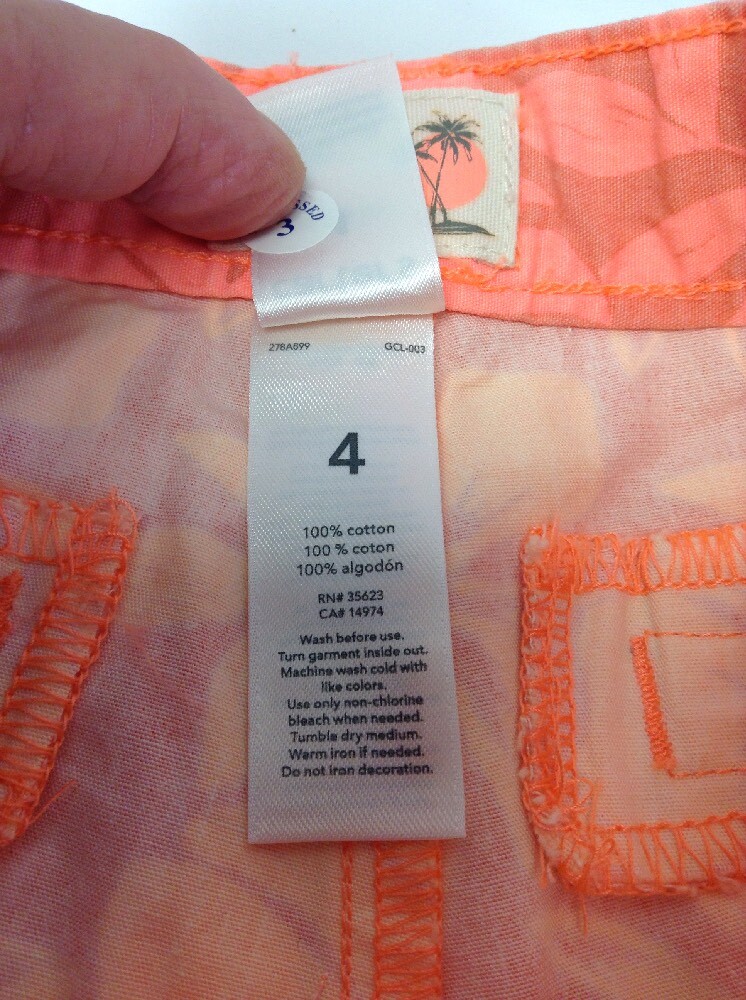 3
278A899 GCL-003
4
100% cotton
100 % coton
100% algodón
RN# 35623
CA# 14974
Wash before use.
Turn garment inside out.
Machine wash cold with
like colors.
Use only non-chlorine
bleach when needed.
Tumble dry medium.
Warm iron if needed.
Do not iron decoration.